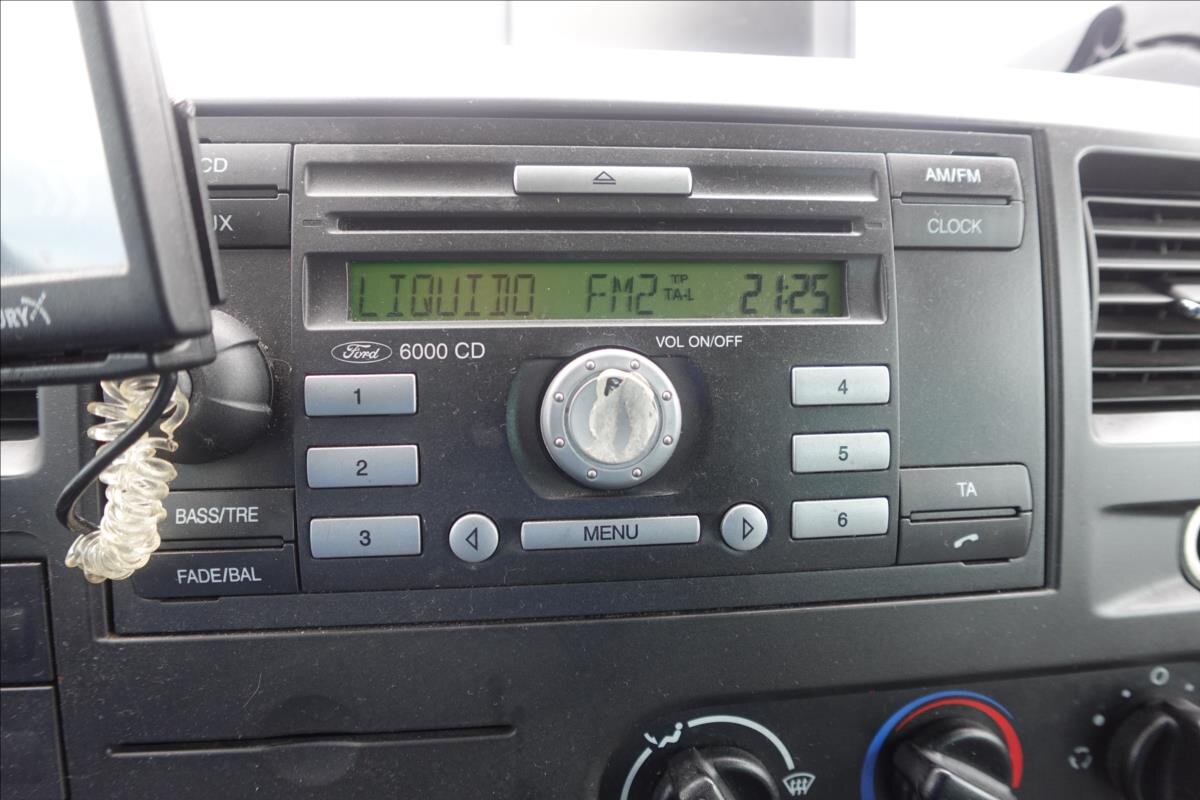 CD
AM/FM
UX
CLOCK
LIQUIDO FM2 TP TA-L 21:25
Ford 6000 CD
VOL ON/OFF
1
4
2
5
3
6
MENU
BASS/TRE
TA
FADE/BAL